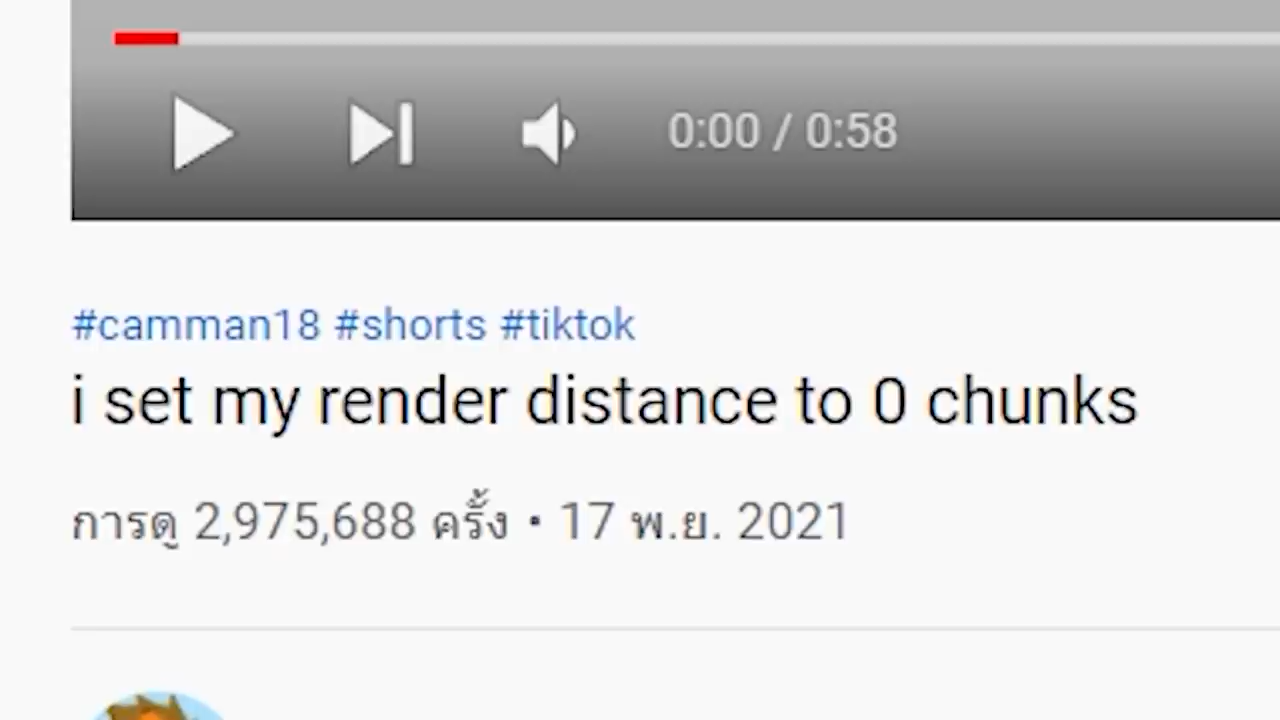 0:00 / 0:58
#camman18 #shorts #tiktok
i set my render distance to 0 chunks
การดู 2,975,688 ครั้ง • 17 พ.ย. 2021